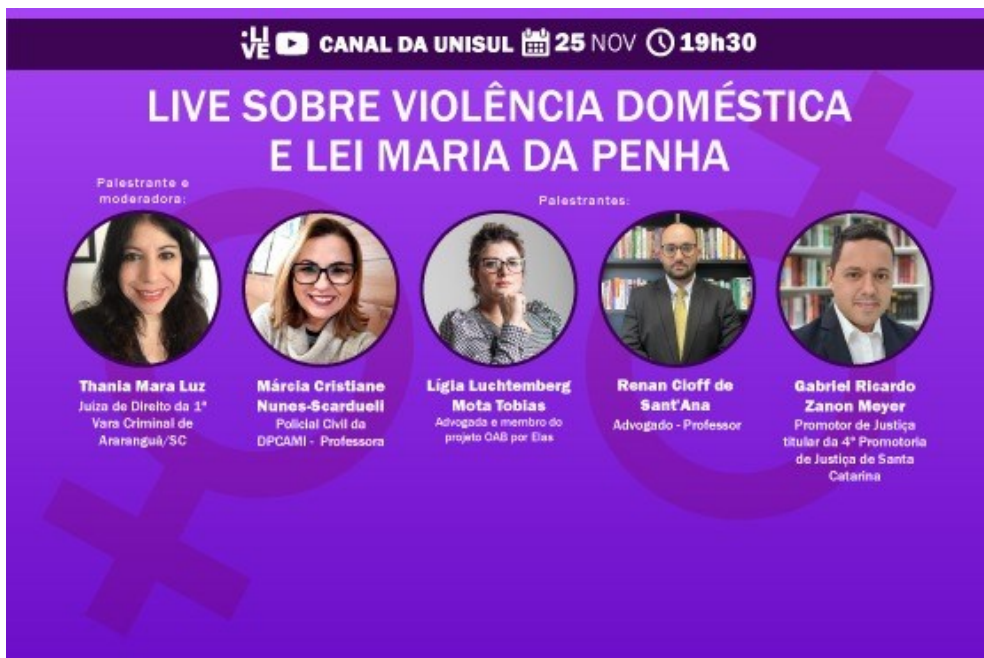 :LIVE CANAL DA UNISUL 25 NOV 19h30
LIVE SOBRE VIOLÊNCIA DOMÉSTICA
E LEI MARIA DA PENHA
Palestrante e
moderadora:
Palestrantes:
Thania Mara Luz
Juíza de Direito da 1ª
Vara Criminal de
Araranguá/SC
Márcia Cristiane
Nunes-Scardueli
Policial Civil da
DPCAMI - Professora
Lígia Luchtemberg
Mota Tobias
Advogada e membro do
projeto OAB por Elas
Renan Cioff de
Sant'Ana
Advogado - Professor
Gabriel Ricardo
Zanon Meyer
Promotor de Justiça
titular da 4ª Promotoria
de Justiça de Santa
Catarina